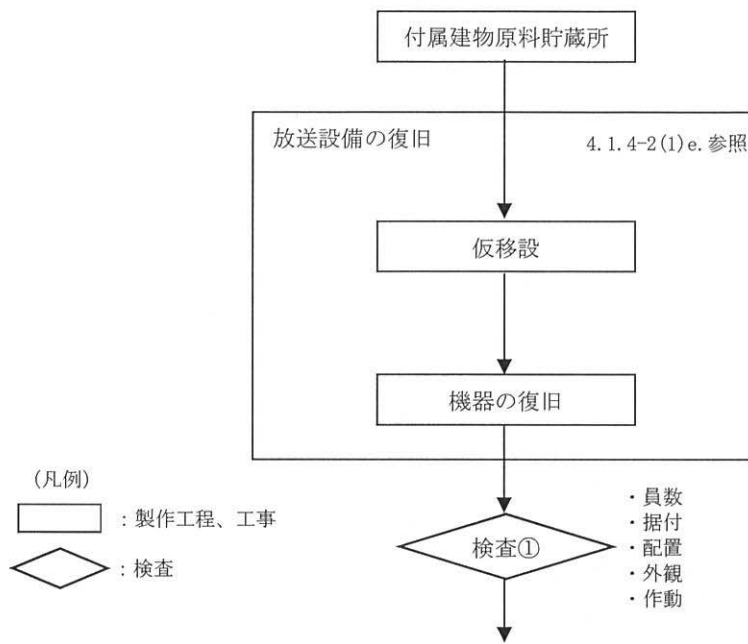 付属建物原料貯蔵所
放送設備の復旧
4.1.4-2(1)e.参照
仮移設
機器の復旧
(凡例)
：製作工程、工事
：検査
検査①
・員数
・据付
・配置
・外観
・作動